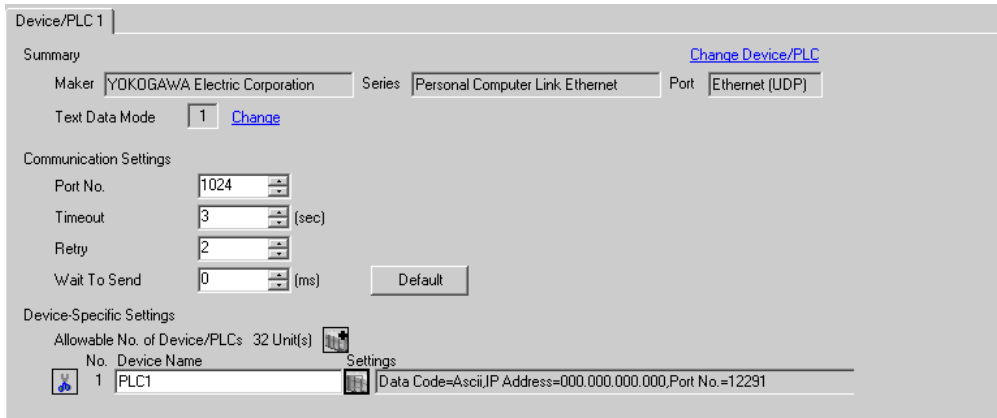 Device/PLC 1
Summary
Change Device/PLC
Maker YOKOGAWA Electric Corporation Series Personal Computer Link Ethernet Port Ethernet (UDP)
Text Data Mode 1 Change
Communication Settings
Port No. 1024
Timeout 3 (sec)
Retry 2
Wait To Send 0 (ms) Default
Device-Specific Settings
Allowable No. of Device/PLCs 32 Unit(s)
No. Device Name Settings
1 PLC1 Data Code=Ascii,IP Address=000.000.000.000,Port No.=12291